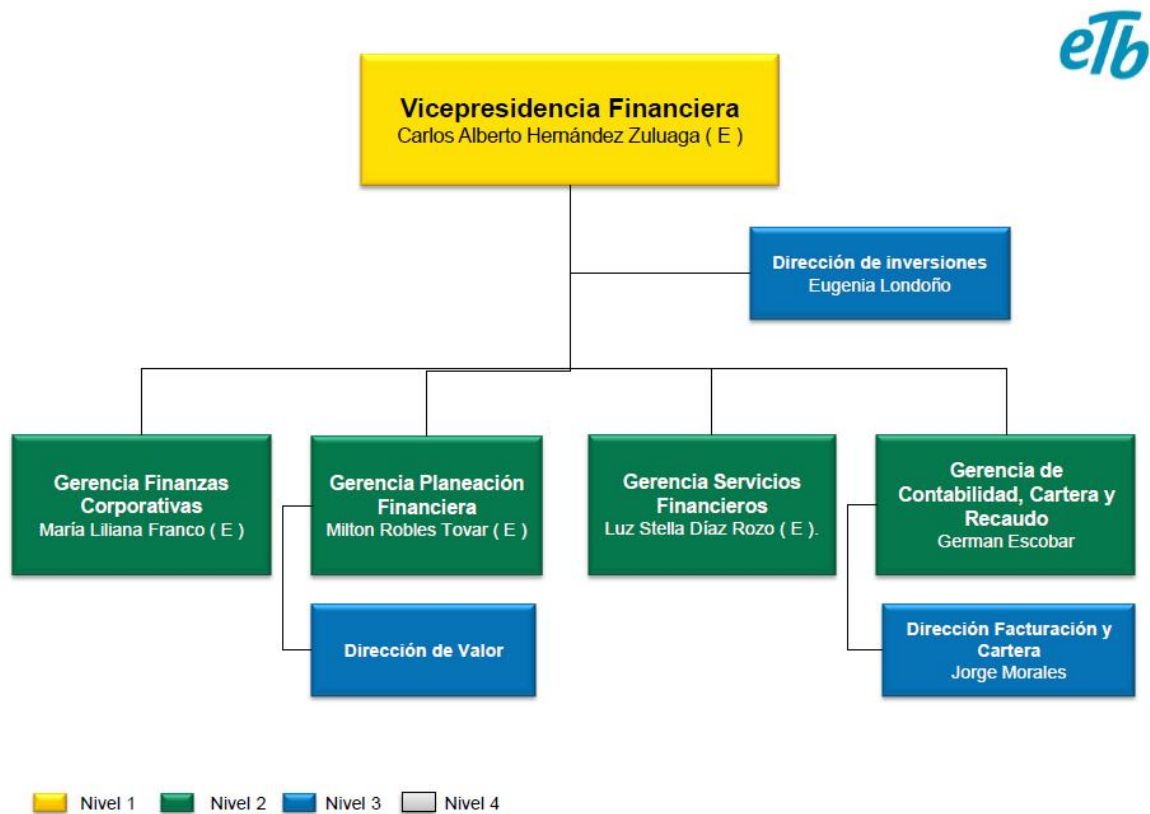 eTb
Vicepresidencia Financiera
Carlos Alberto Hernández Zuluaga ( E )
Dirección de inversiones
Eugenia Londoño
Gerencia Finanzas
Corporativas
María Liliana Franco ( E )
Gerencia Planeación
Financiera
Milton Robles Tovar ( E )
Gerencia Servicios
Financieros
Luz Stella Díaz Rozo ( E ).
Gerencia de
Contabilidad, Cartera y
Recaudo
German Escobar
Dirección de Valor
Dirección Facturación y
Cartera
Jorge Morales
Nivel 1 Nivel 2 Nivel 3 Nivel 4